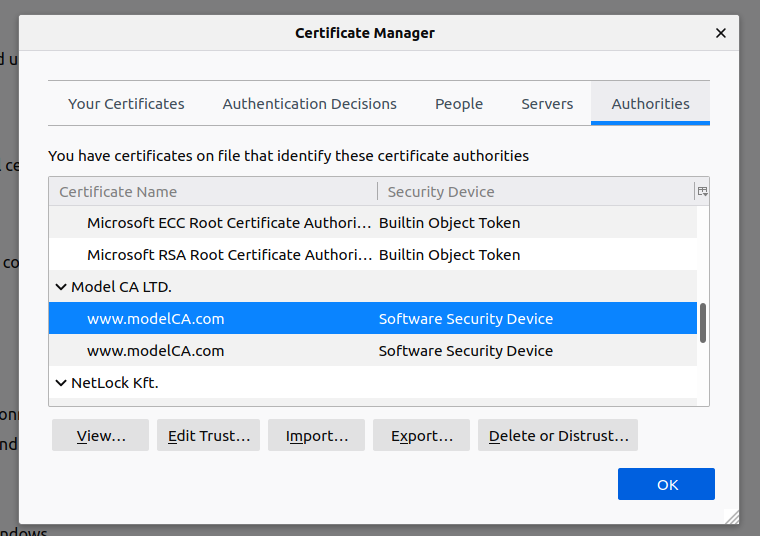 Certificate Manager
Your Certificates Authentication Decisions People Servers Authorities
You have certificates on file that identify these certificate authorities
Certificate Name Security Device
Microsoft ECC Root Certificate Authori… Builtin Object Token
Microsoft RSA Root Certificate Authori… Builtin Object Token
Model CA LTD.
www.modelCA.com Software Security Device
www.modelCA.com Software Security Device
NetLock Kft.
View… Edit Trust… Import… Export… Delete or Distrust…
OK